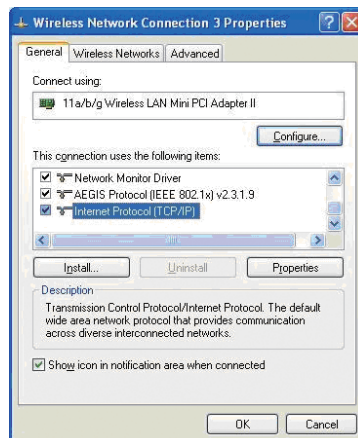 Wireless Network Connection 3 Properties
General
Wireless Networks
Advanced
Connect using:
11a/b/g Wireless LAN Mini PCI Adapter II
Configure...
This connection uses the following items:
Network Monitor Driver
AEGIS Protocol (IEEE 802.1x) v2.3.1.9
Internet Protocol (TCP/IP)
Install...
Uninstall
Properties
Description
Transmission Control Protocol/Internet Protocol. The default
wide area network protocol that provides communication
across diverse interconnected networks.
Show icon in notification area when connected
OK
Cancel